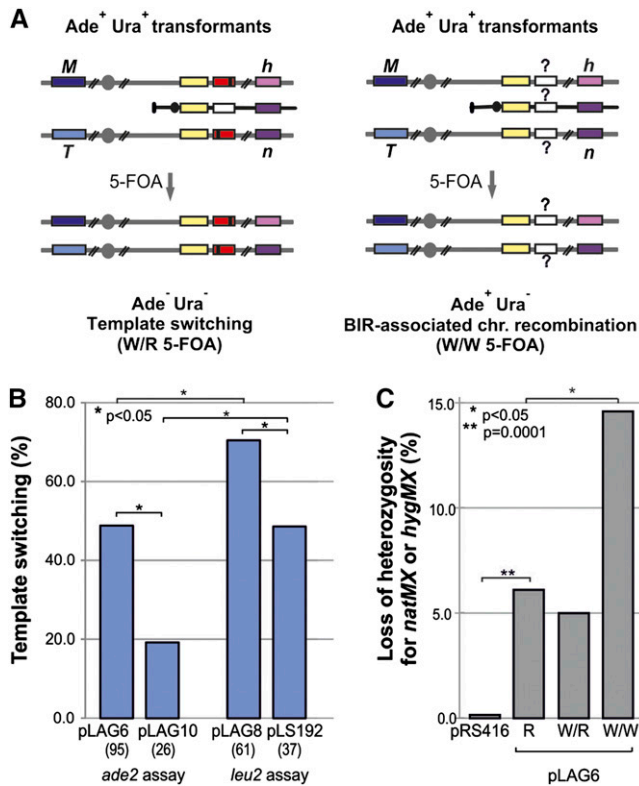 A
Ade+ Ura+ transformants
Ade+ Ura+ transformants
M
h
M
h
?
?
T
n
T
?
n
5-FOA
5-FOA
?
?
Ade- Ura-
Template switching
(W/R 5-FOA)
Ade+ Ura-
BIR-associated chr. recombination
(W/W 5-FOA)
B
Template switching (%)
80.0
60.0
40.0
20.0
0.0
* p<0.05
*
*
*
*
pLAG6
(95)
pLAG10
(26)
pLAG8
(61)
pLS192
(37)
ade2 assay
leu2 assay
C
Loss of heterozygosity
for natMX or hygMX (%)
15.0
10.0
5.0
0.0
* p<0.05
** p=0.0001
*
**
pRS416
R
W/R
W/W
pLAG6